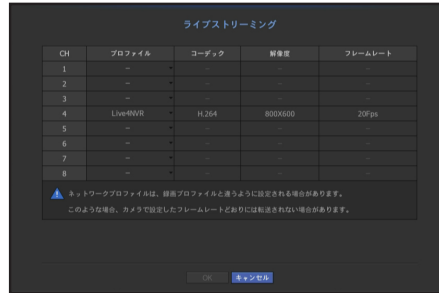 ライブストリーミング
CH プロファイル コーデック 解像度 フレームレート
1 – – – –
2 – – – –
3 – – – –
4 Live4NVR H.264 800X600 20Fps
5 – – – –
6 – – – –
7 – – – –
8 – – – –
ネットワークプロファイルは、録画プロファイルと違うように設定される場合があります。
このような場合、カメラで設定したフレームレートどおりには転送されない場合があります。
OK キャンセル